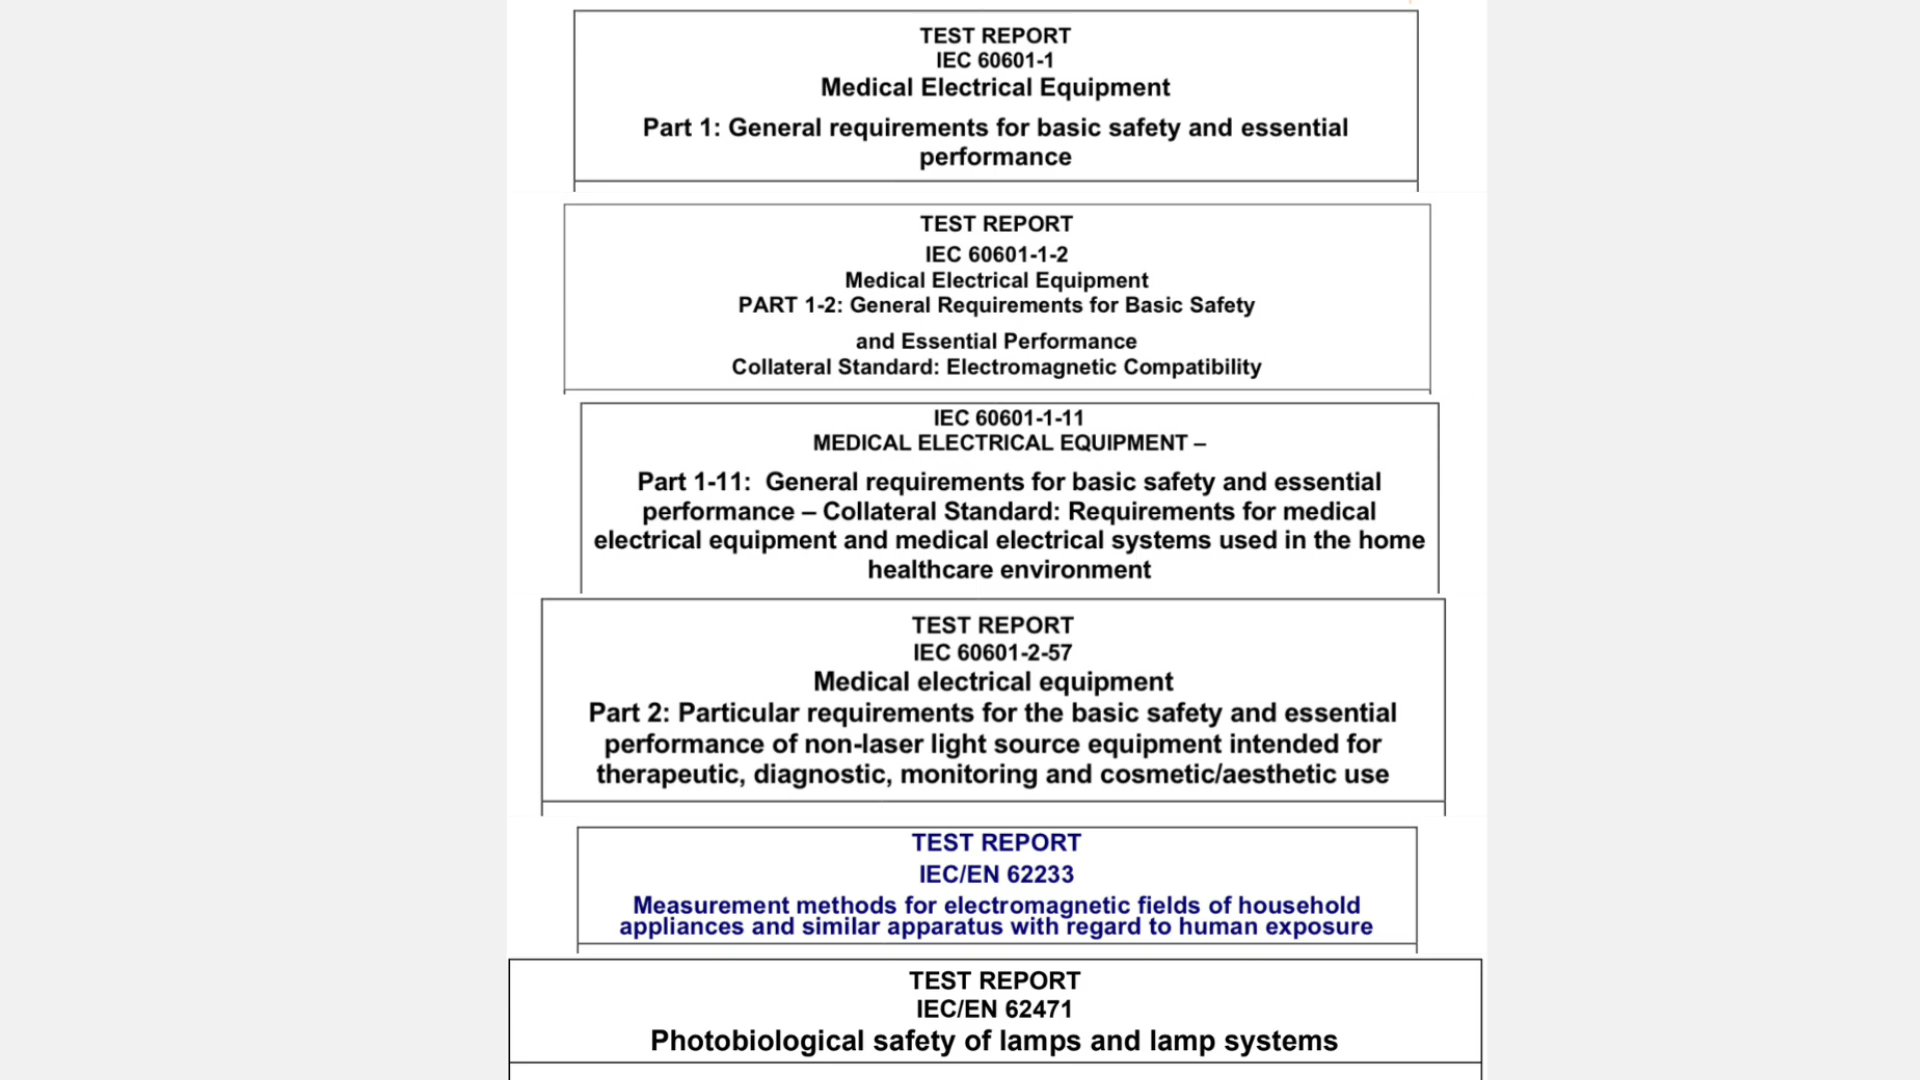 TEST REPORT
IEC 60601-1
Medical Electrical Equipment
Part 1: General requirements for basic safety and essential
performance
TEST REPORT
IEC 60601-1-2
Medical Electrical Equipment
PART 1-2: General Requirements for Basic Safety
and Essential Performance
Collateral Standard: Electromagnetic Compatibility
IEC 60601-1-11
MEDICAL ELECTRICAL EQUIPMENT –
Part 1-11:  General requirements for basic safety and essential
performance – Collateral Standard: Requirements for medical
electrical equipment and medical electrical systems used in the home
healthcare environment
TEST REPORT
IEC 60601-2-57
Medical electrical equipment
Part 2: Particular requirements for the basic safety and essential
performance of non-laser light source equipment intended for
therapeutic, diagnostic, monitoring and cosmetic/aesthetic use
TEST REPORT
IEC/EN 62233
Measurement methods for electromagnetic fields of household
appliances and similar apparatus with regard to human exposure
TEST REPORT
IEC/EN 62471
Photobiological safety of lamps and lamp systems